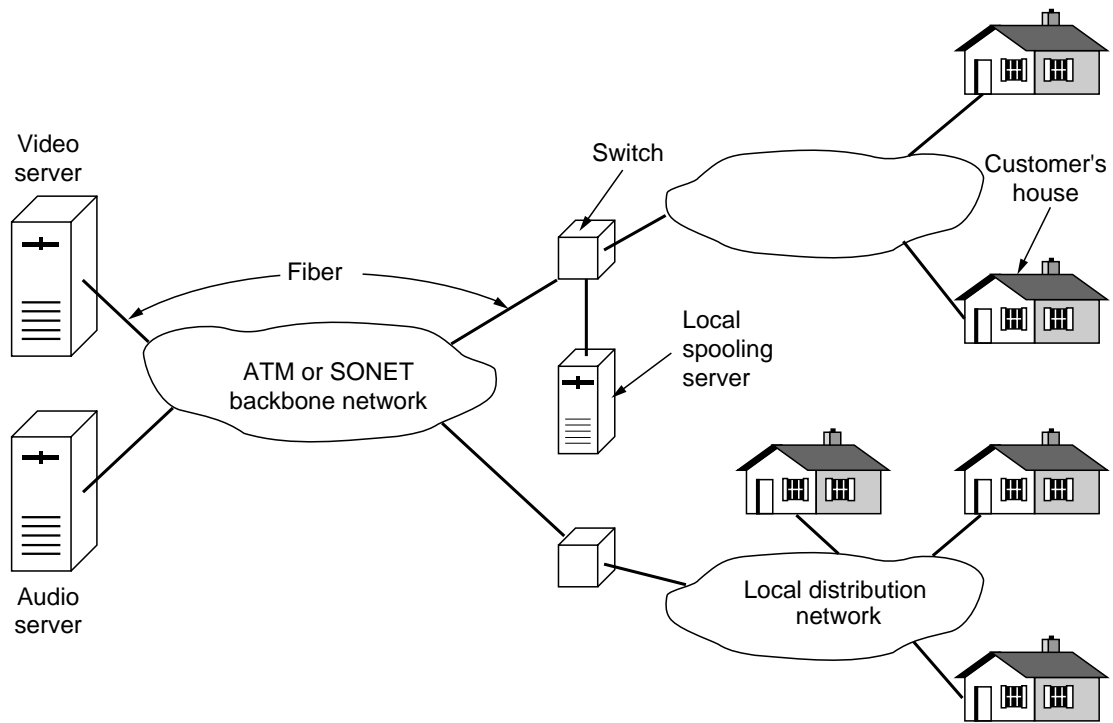 Video
server
Switch
Customer's
house
Fiber
Local
spooling
server
ATM or SONET
backbone network
Audio
server
Local distribution
network